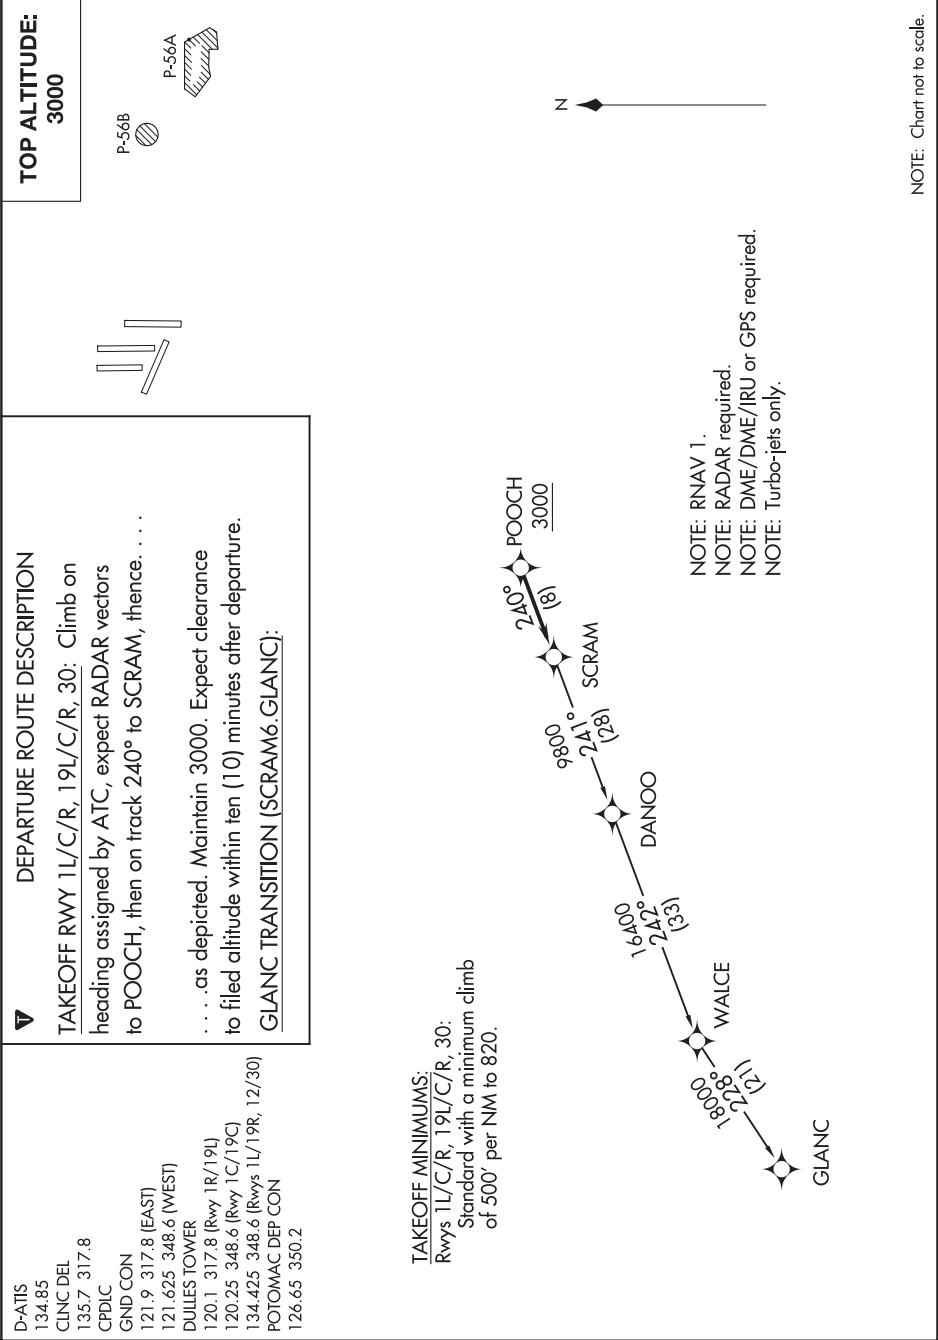 D-ATIS
134.85
CLNC DEL
135.7 317.8
CPDLC
GND CON
121.9 317.8 (EAST)
121.625 348.6 (WEST)
DULLES TOWER
120.1 317.8 (Rwy 1R/19L)
120.25 348.6 (Rwy 1C/19C)
134.425 348.6 (Rwys 1L/19R, 12/30)
POTOMAC DEP CON
126.65 350.2
T
DEPARTURE ROUTE DESCRIPTION
TAKEOFF RWY 1L/C/R, 19L/C/R, 30: Climb on
heading assigned by ATC, expect RADAR vectors
to POOCH, then on track 240° to SCRAM, thence. . . .
. . . .as depicted. Maintain 3000. Expect clearance
to filed altitude within ten (10) minutes after departure.
GLANC TRANSITION (SCRAM6.GLANC):
TOP ALTITUDE:
3000
P-56B
P-56A
N
TAKEOFF MINIMUMS:
Rwys 1L/C/R, 19L/C/R, 30:
Standard with a minimum climb
of 500' per NM to 820.
POOCH
3000
240°
(8)
SCRAM
9800
241°
(28)
DANOO
16400
242°
(33)
WALCE
18000
228°
(21)
GLANC
NOTE: RNAV 1.
NOTE: RADAR required.
NOTE: DME/DME/IRU or GPS required.
NOTE: Turbo-jets only.
NOTE: Chart not to scale.